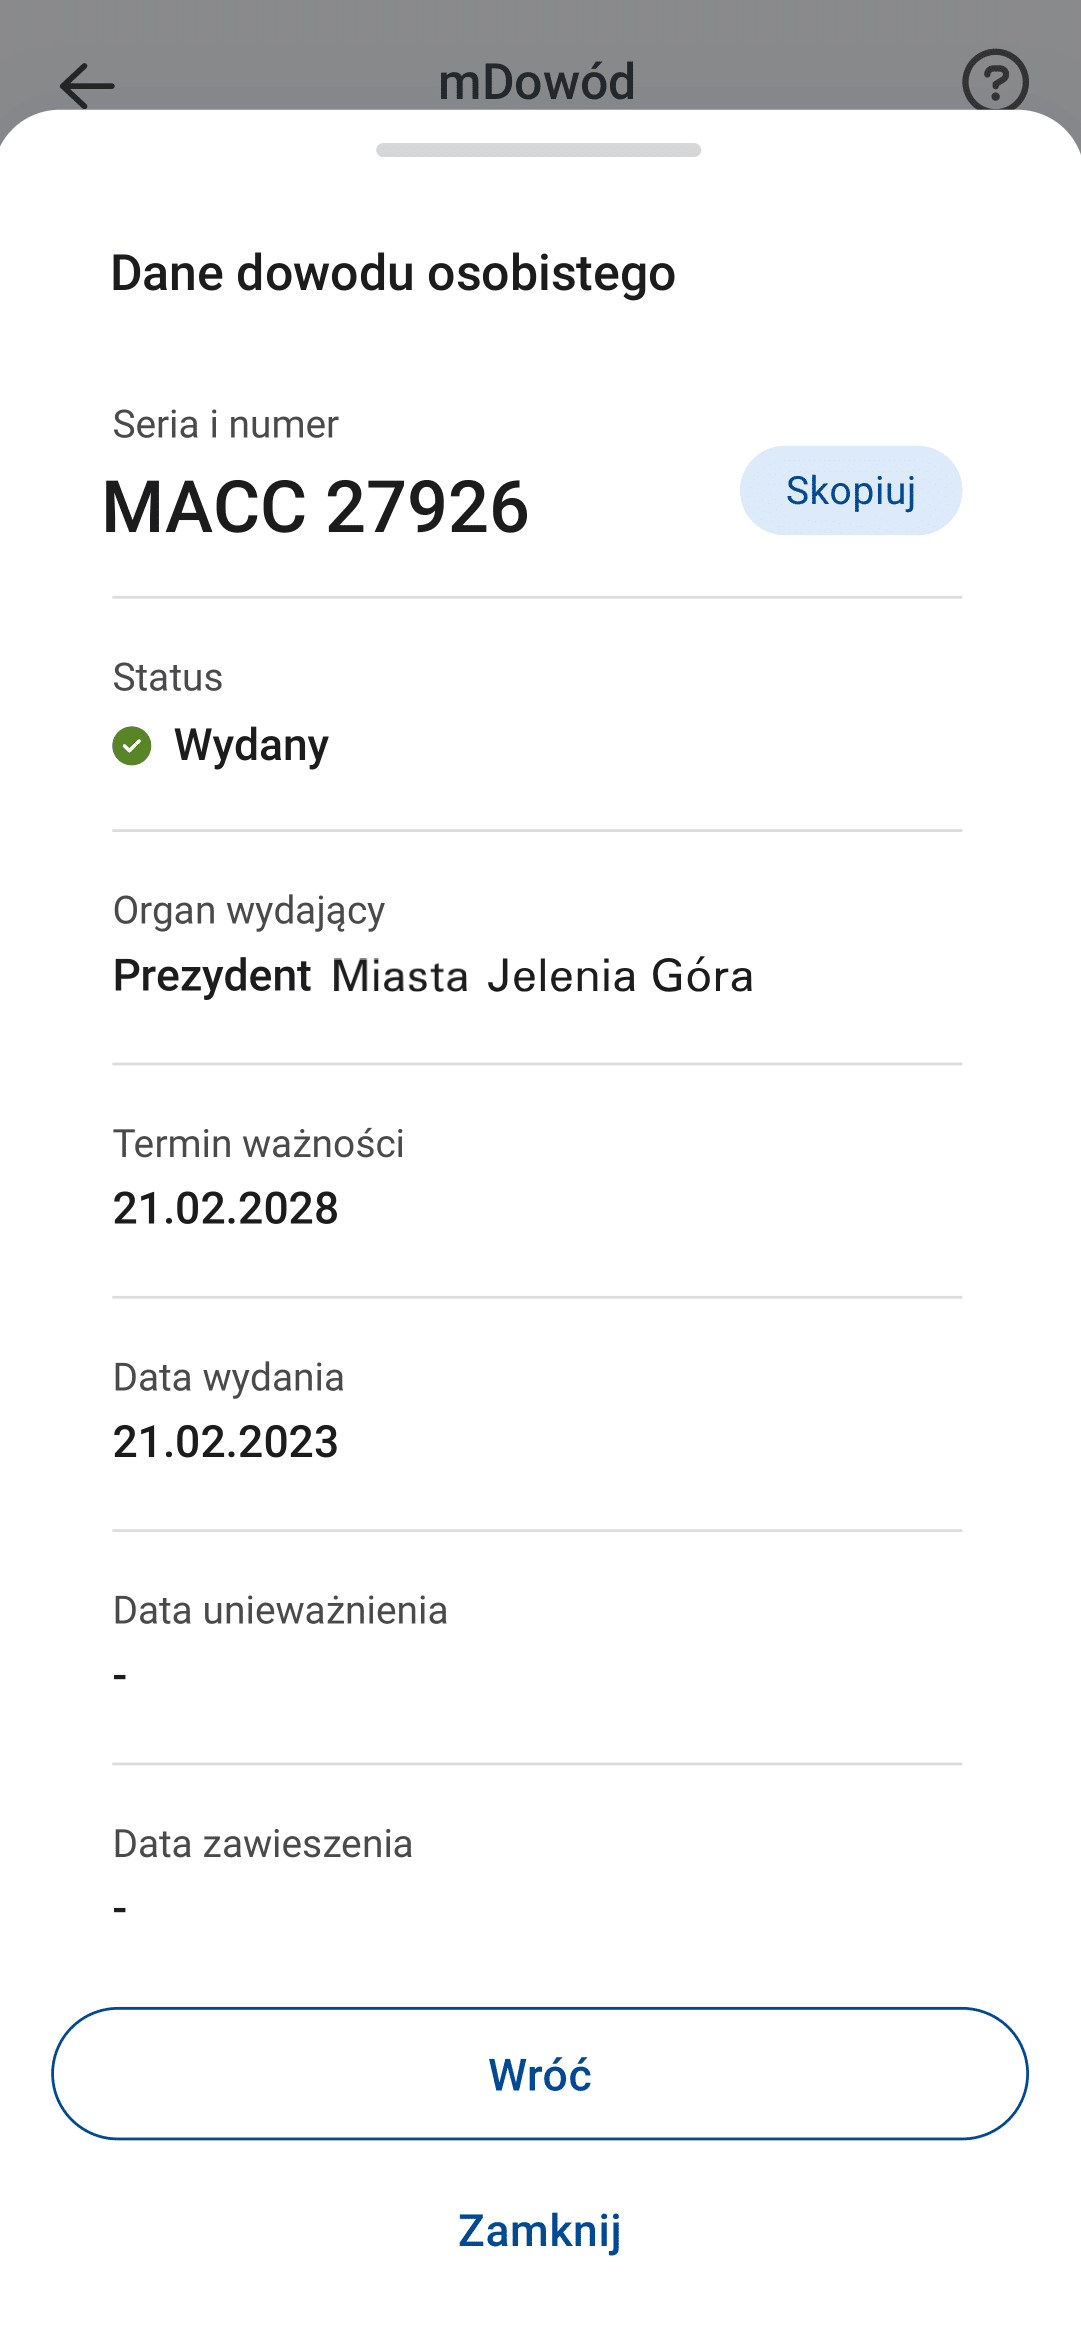 mDowód
Dane dowodu osobistego
Seria i numer
MACC 27926
Skopiuj
Status
Wydany
Organ wydający
Prezydent Miasta Jelenia Góra
Termin ważności
21.02.2028
Data wydania
21.02.2023
Data unieważnienia
-
Data zawieszenia
-
Wróć
Zamknij